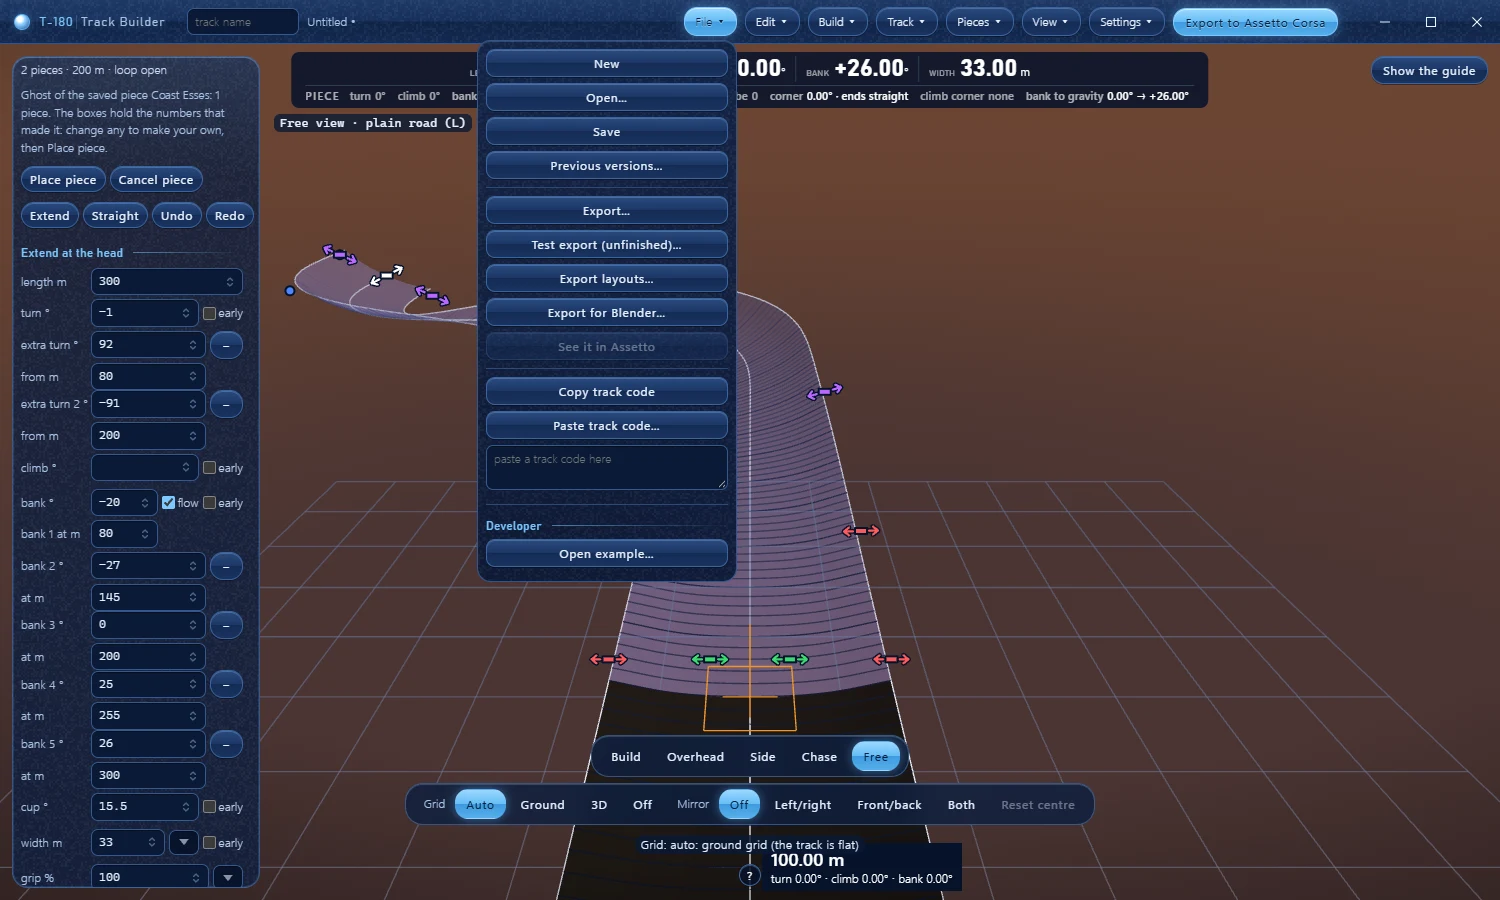 T-180 | Track Builder
track name
Untitled •
File ▾
Edit ▾
Build ▾
Track ▾
Pieces ▾
View ▾
Settings ▾
Export to Assetto Corsa
2 pieces · 200 m · loop open
Ghost of the saved piece Coast Esses: 1
piece. The boxes hold the numbers that
made it: change any to make your own,
then Place piece.
Place piece
Cancel piece
Extend
Straight
Undo
Redo
Extend at the head
length m 300
turn ° −1 early
extra turn ° 92 −
from m 80
extra turn 2 ° −91 −
from m 200
climb ° early
bank ° −20 flow early
bank 1 at m 80
bank 2 ° −27 −
at m 145
bank 3 ° 0 −
at m 200
bank 4 ° 25 −
at m 255
bank 5 ° 26 −
at m 300
cup ° 15.5 early
width m 33 early
grip % 100
0.00° BANK +26.00° WIDTH 33.00 m
PIECE turn 0° climb 0° bank
0 corner 0.00° · ends straight climb corner none bank to gravity 0.00° → +26.00°
Free view · plain road (L)
Show the guide
New
Open...
Save
Previous versions...
Export...
Test export (unfinished)...
Export layouts...
Export for Blender...
See it in Assetto
Copy track code
Paste track code...
paste a track code here
Developer
Open example...
Build
Overhead
Side
Chase
Free
Grid Auto Ground 3D Off Mirror Off Left/right Front/back Both Reset centre
Grid: auto: ground grid (the track is flat)
100.00 m
? turn 0.00° · climb 0.00° · bank 0.00°